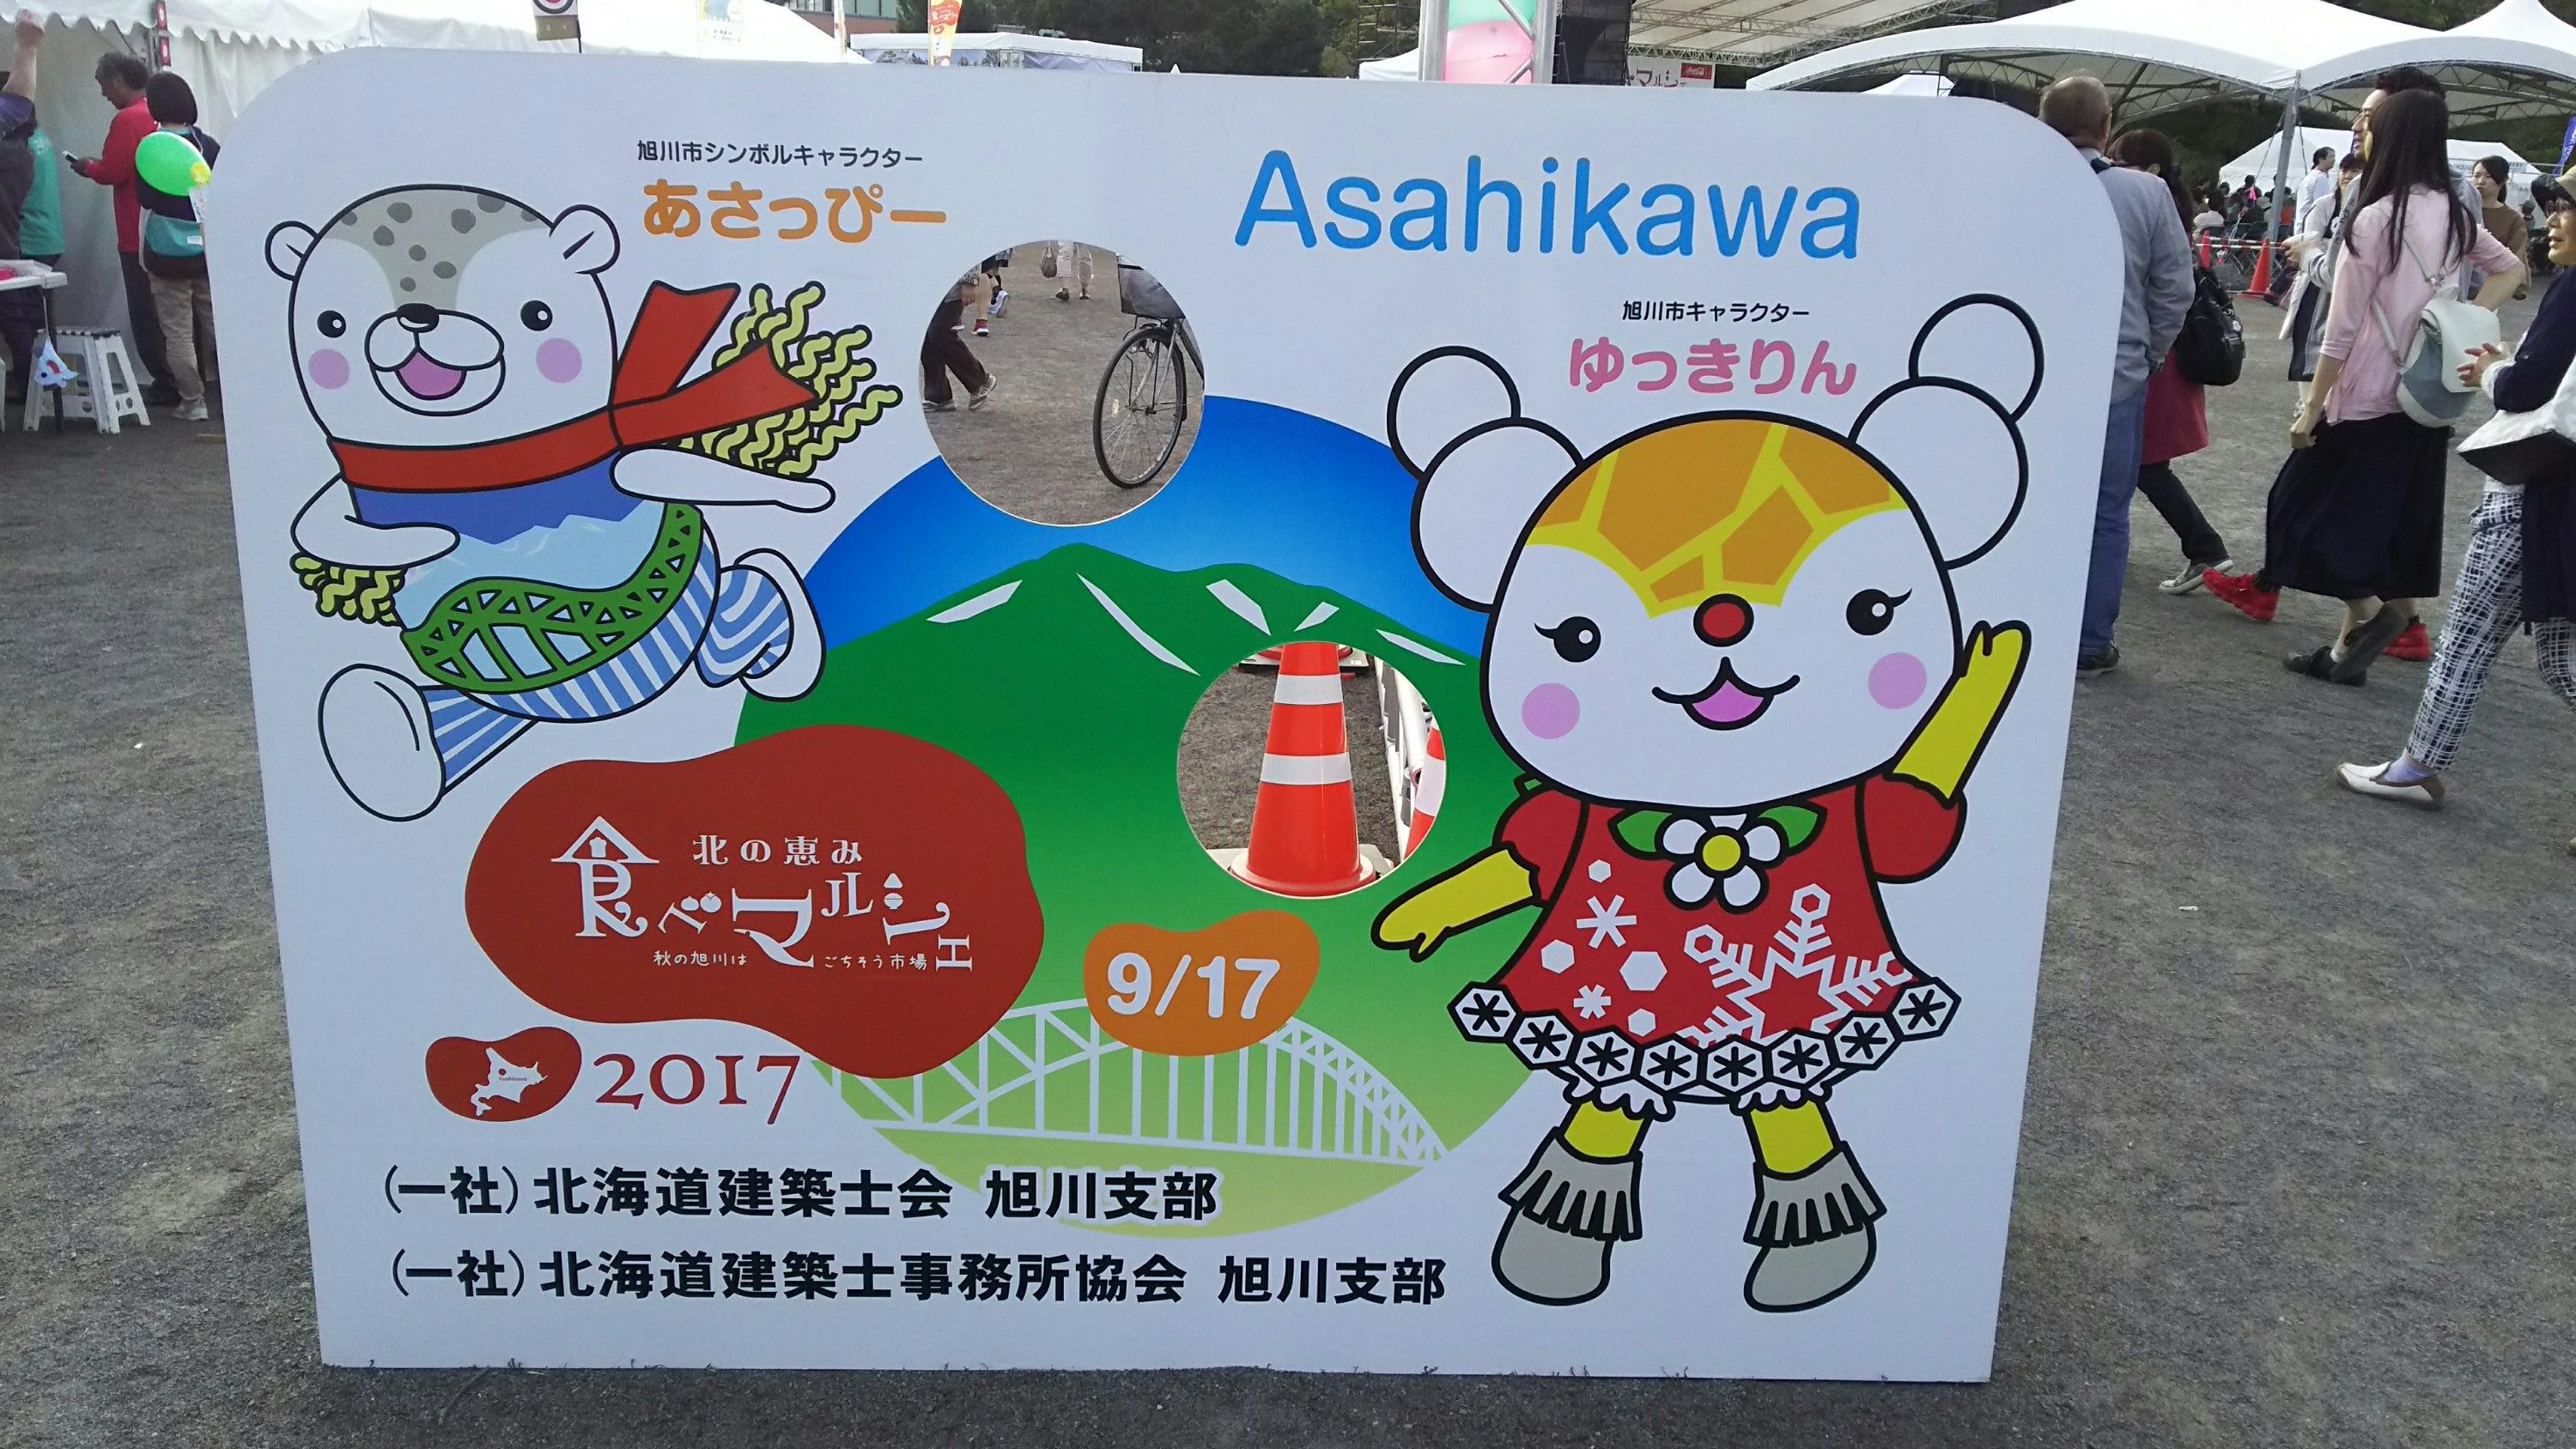 旭川市シンボルキャラクター
あさっぴー
Asahikawa
旭川市キャラクター
ゆっきりん
北の恵み
食べマルシェ
秋の旭川は ごちそう市場
9/17
2017
(一社)北海道建築士会 旭川支部
(一社)北海道建築士事務所協会 旭川支部